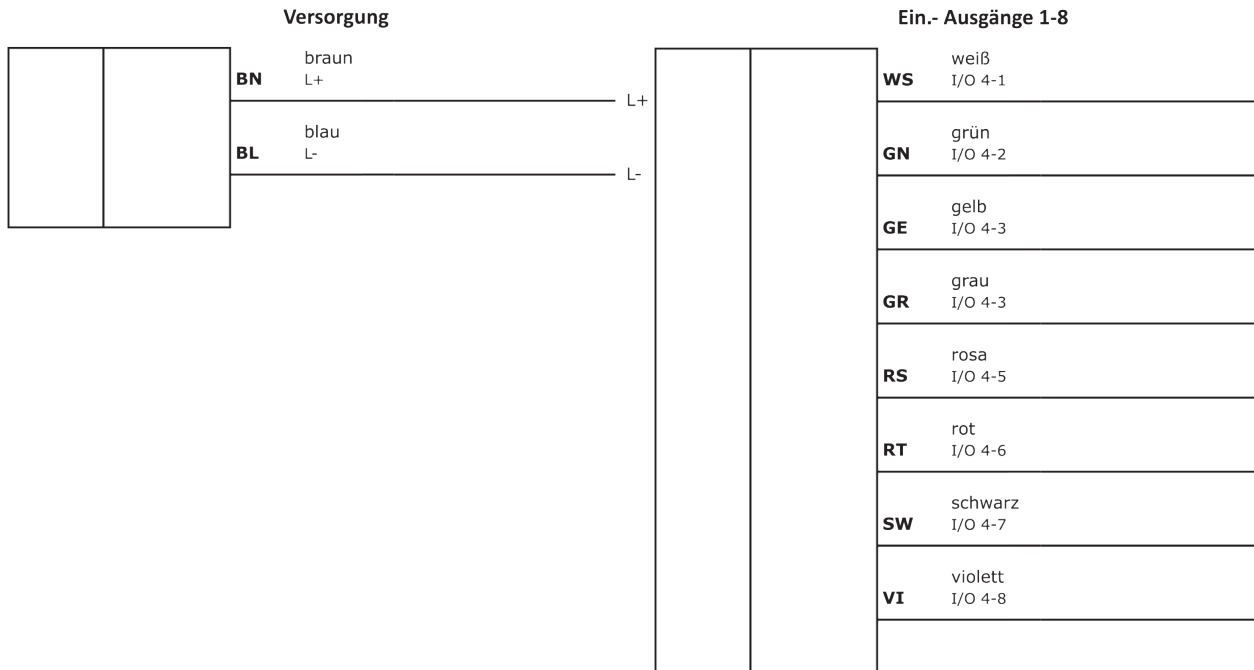 Versorgung
braun
BN L+
L+
blau
BL L-
L-
Ein.- Ausgänge 1-8
weiß
WS I/O 4-1
grün
GN I/O 4-2
gelb
GE I/O 4-3
grau
GR I/O 4-3
rosa
RS I/O 4-5
rot
RT I/O 4-6
schwarz
SW I/O 4-7
violett
VI I/O 4-8